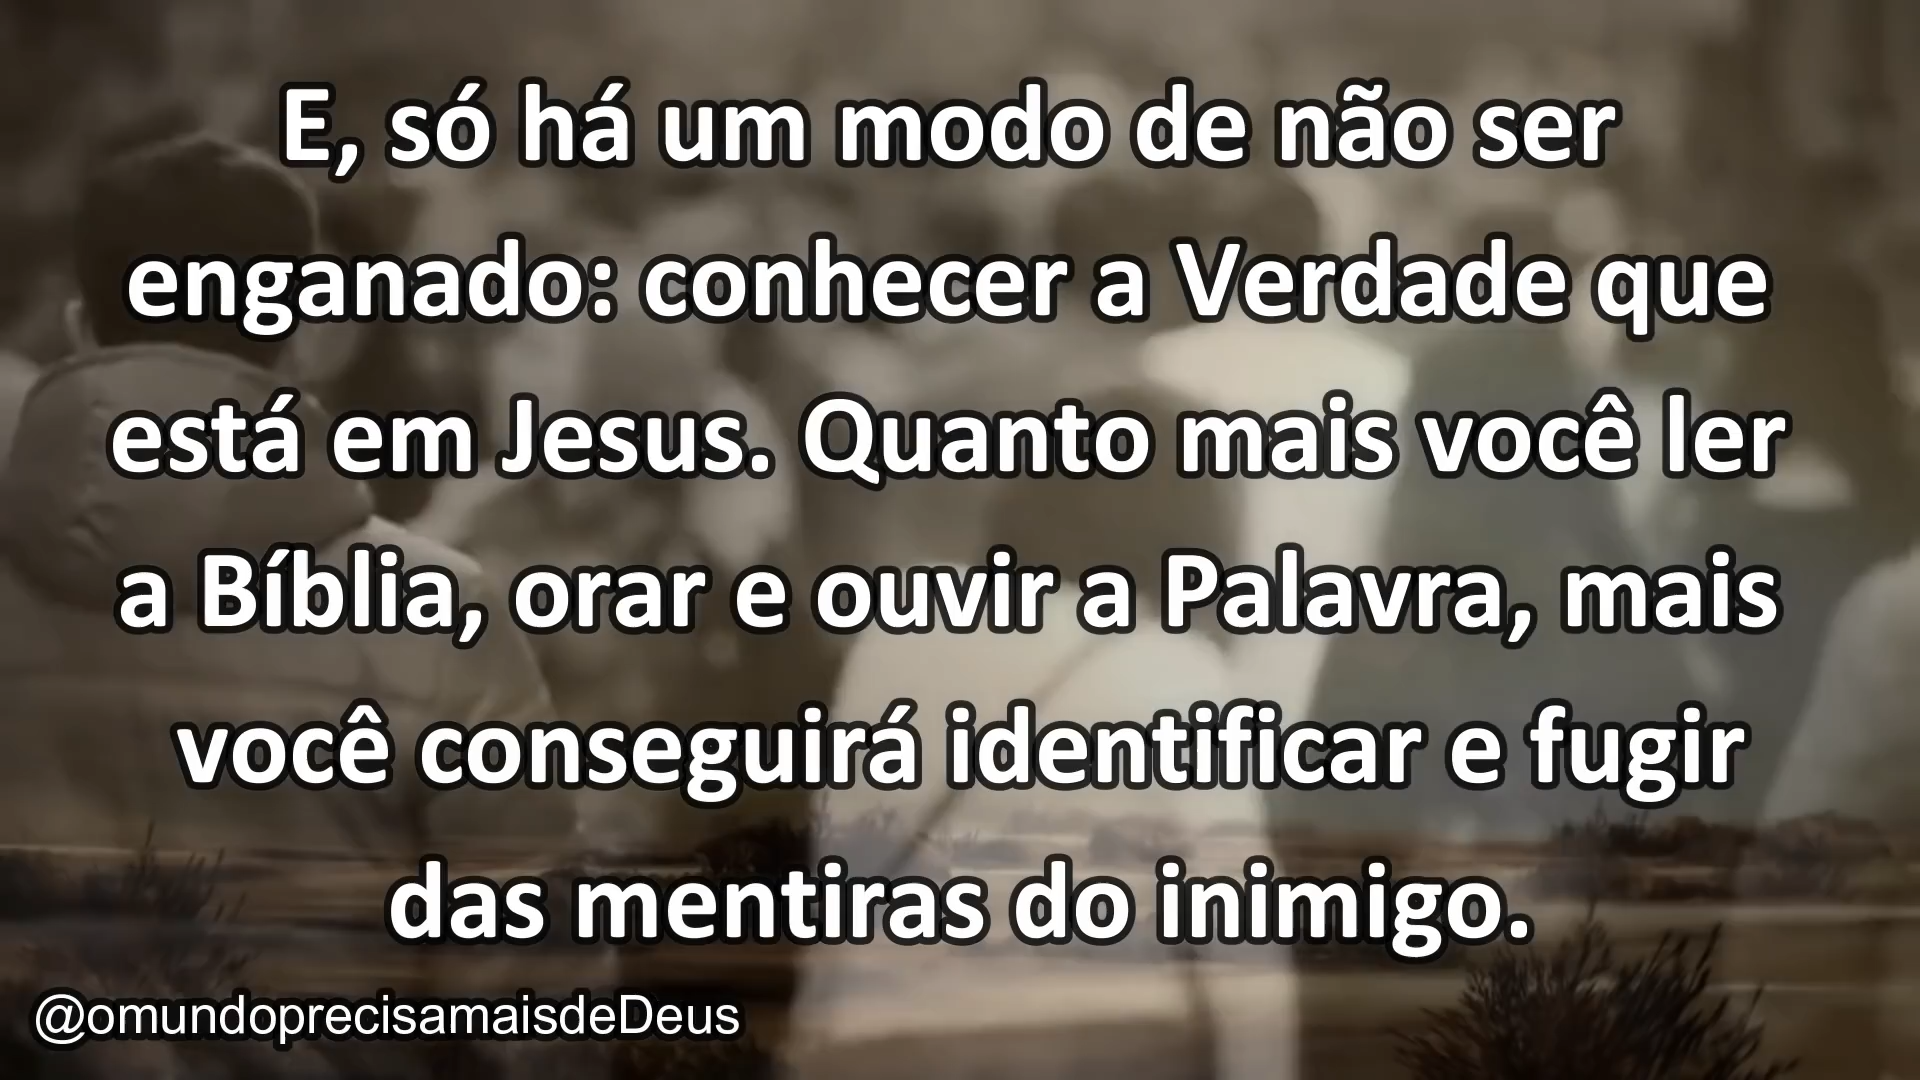 E, só há um modo de não ser
enganado: conhecer a Verdade que
está em Jesus. Quanto mais você ler
a Bíblia, orar e ouvir a Palavra, mais
você conseguirá identificar e fugir
das mentiras do inimigo.
@omundoprecisamaisdeDeus